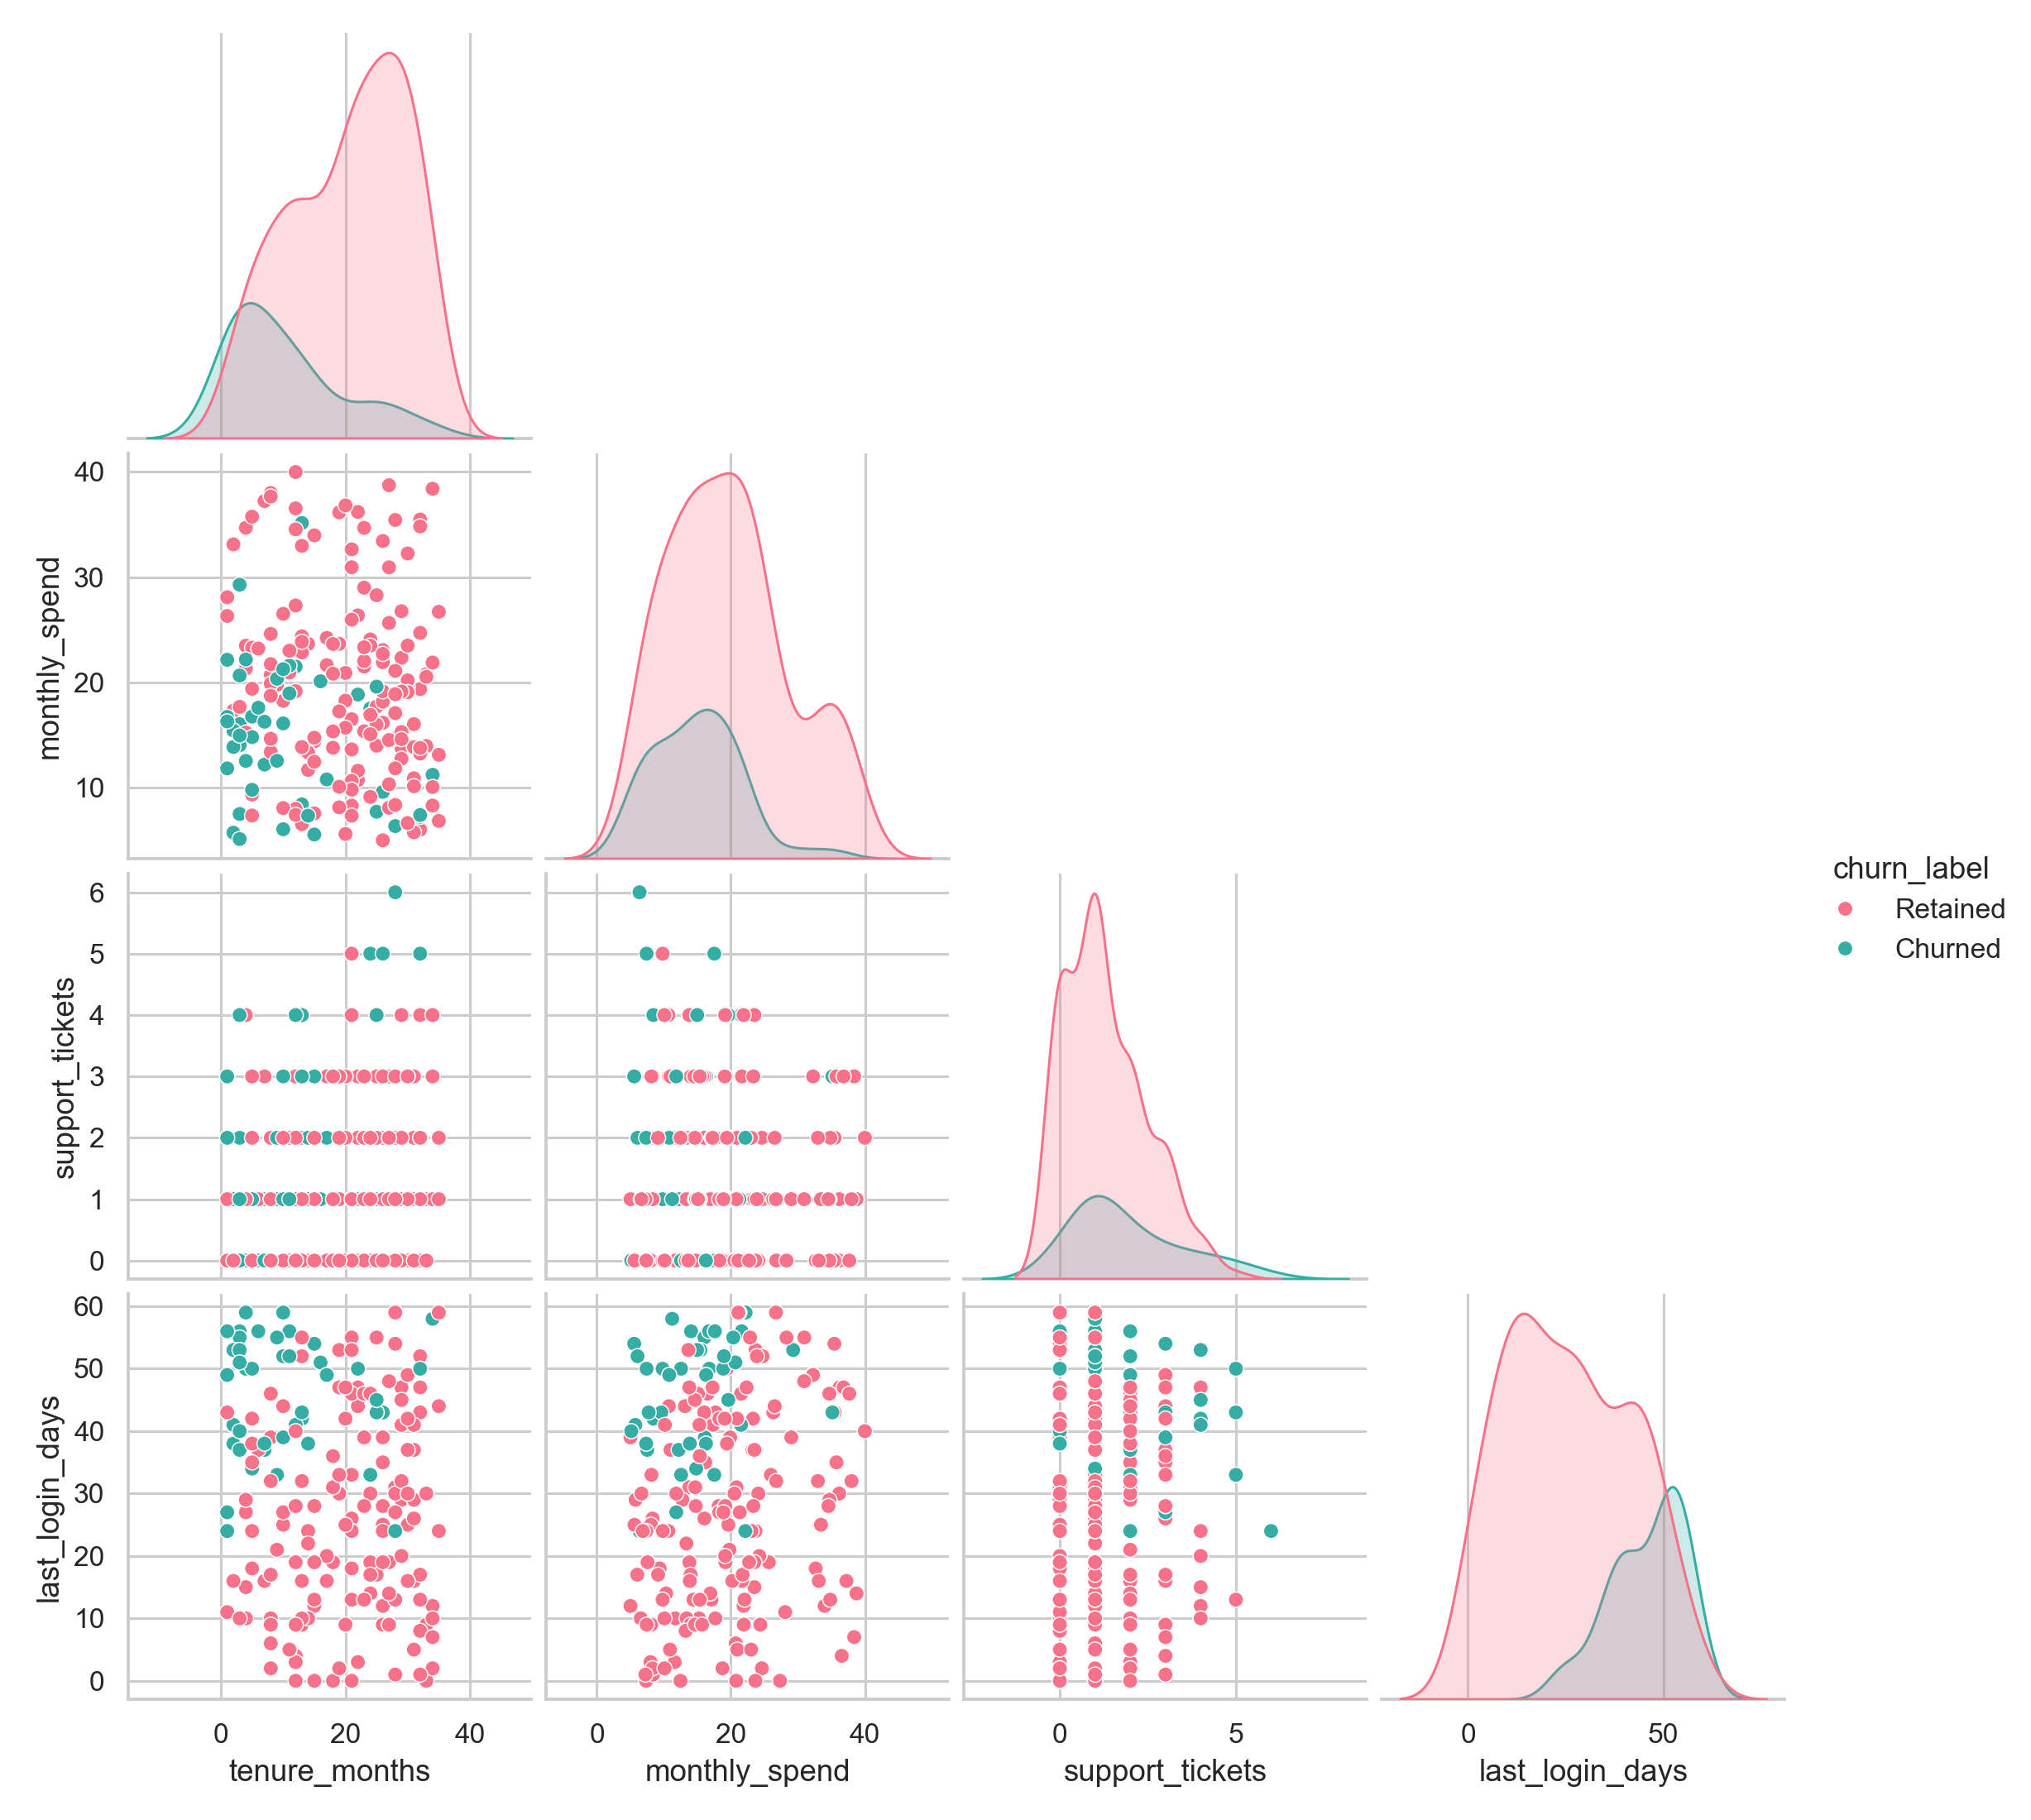 40
30
20
10
monthly_spend
6
5
4
3
2
1
0
support_tickets
churn_label
Retained
Churned
60
50
40
30
20
10
0
last_login_days
0 20 40
tenure_months
0 20 40
monthly_spend
0 5
support_tickets
0 50
last_login_days